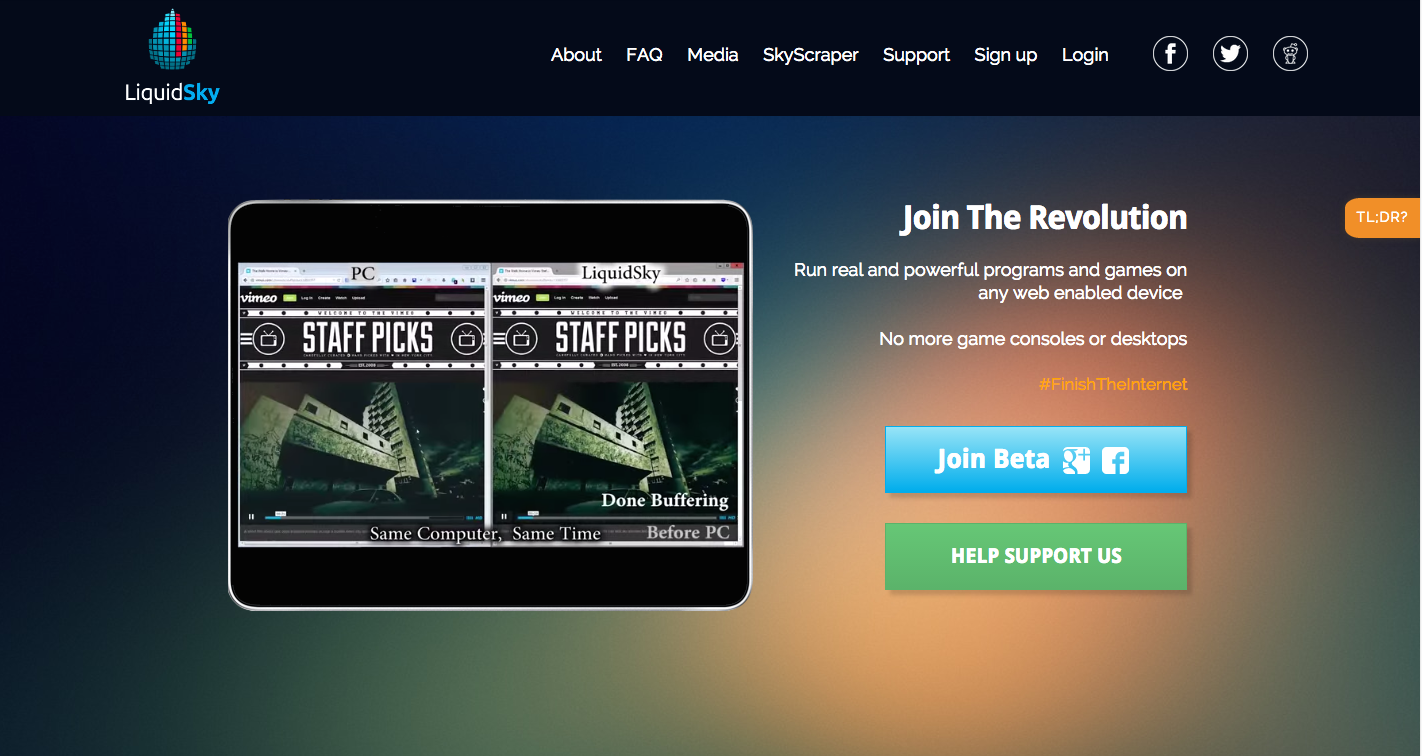 LiquidSky
About
FAQ
Media
SkyScraper
Support
Sign up
Login
TL;DR?
PC
LiquidSky
vimeo
Log In Create Watch Upload
WELCOME TO THE VIMEO
STAFF PICKS
vimeo
Log In Create Watch Upload
WELCOME TO THE VIMEO
STAFF PICKS
Done Buffering
Same Computer, Same Time
Before PC
Join The Revolution
Run real and powerful programs and games on
any web enabled device
No more game consoles or desktops
#FinishTheInternet
Join Beta
HELP SUPPORT US